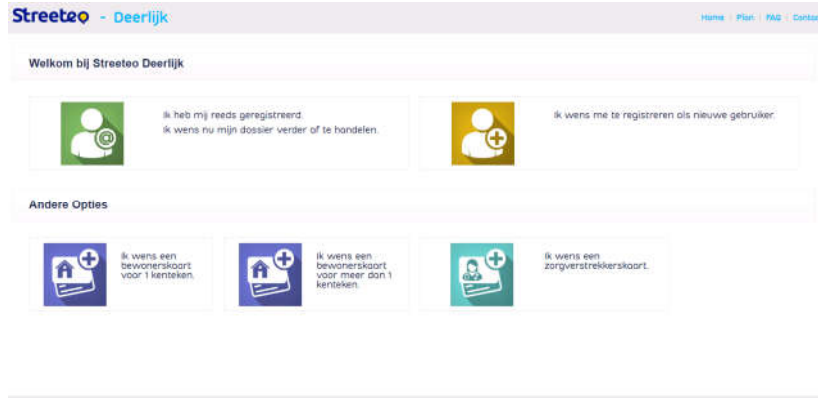 Streeteo - Deerlijk
Home | Plan | FAQ | Contac
Welkom bij Streeteo Deerlijk
Ik heb mij reeds geregistreerd.
Ik wens nu mijn dossier verder af te handelen.
Ik wens me te registreren als nieuwe gebruiker
Andere Opties
Ik wens een
bewonerskaart
voor 1 kenteken.
Ik wens een
bewonerskaart
voor meer dan 1
kenteken.
Ik wens een
zorgverstrekkerskaart.